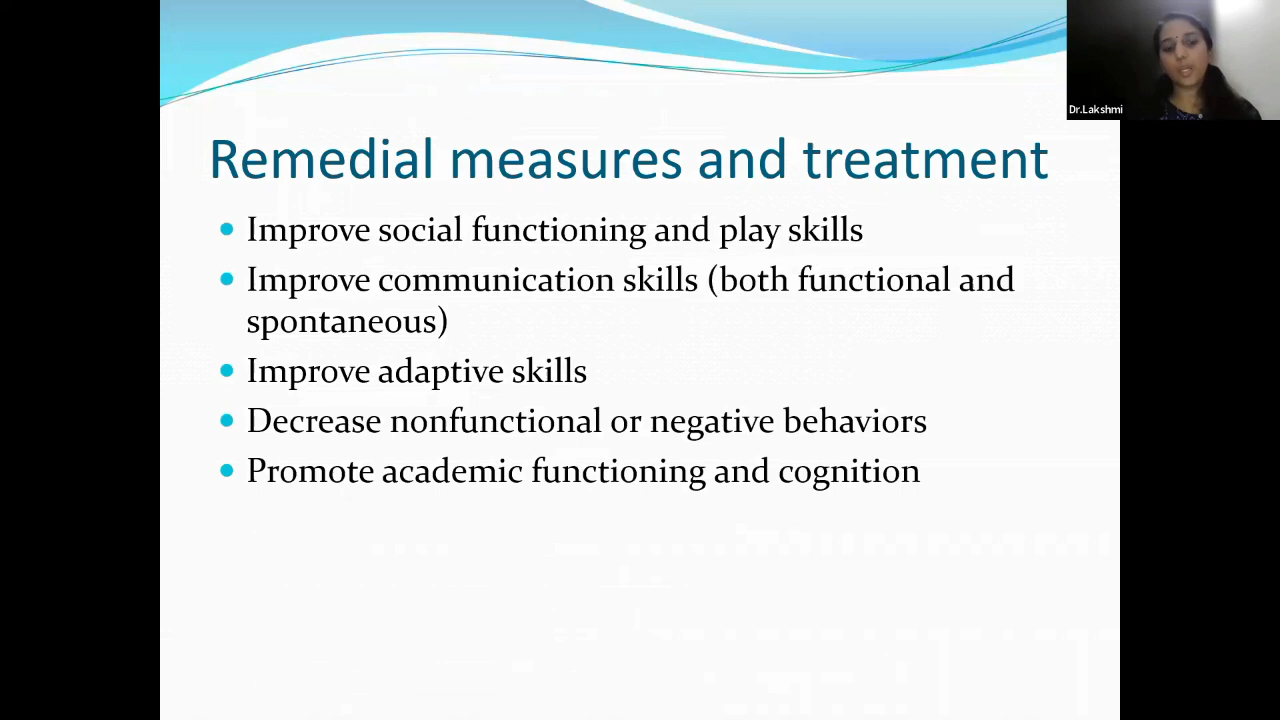 Dr.Lakshmi
Remedial measures and treatment
• Improve social functioning and play skills
• Improve communication skills (both functional and
spontaneous)
• Improve adaptive skills
• Decrease nonfunctional or negative behaviors
• Promote academic functioning and cognition